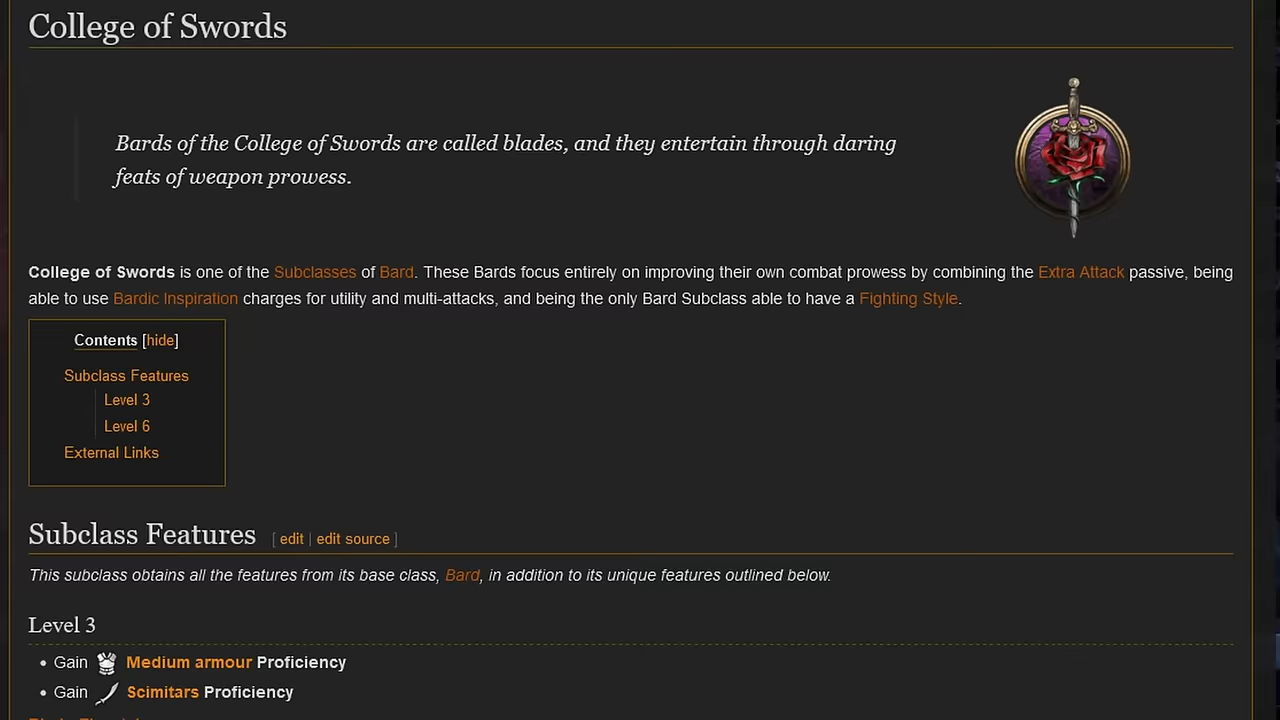 College of Swords
Bards of the College of Swords are called blades, and they entertain through daring
feats of weapon prowess.
College of Swords is one of the Subclasses of Bard. These Bards focus entirely on improving their own combat prowess by combining the Extra Attack passive, being
able to use Bardic Inspiration charges for utility and multi-attacks, and being the only Bard Subclass able to have a Fighting Style.
Contents [hide]
Subclass Features
Level 3
Level 6
External Links
Subclass Features [ edit | edit source ]
This subclass obtains all the features from its base class, Bard, in addition to its unique features outlined below.
Level 3
• Gain Medium armour Proficiency
• Gain Scimitars Proficiency